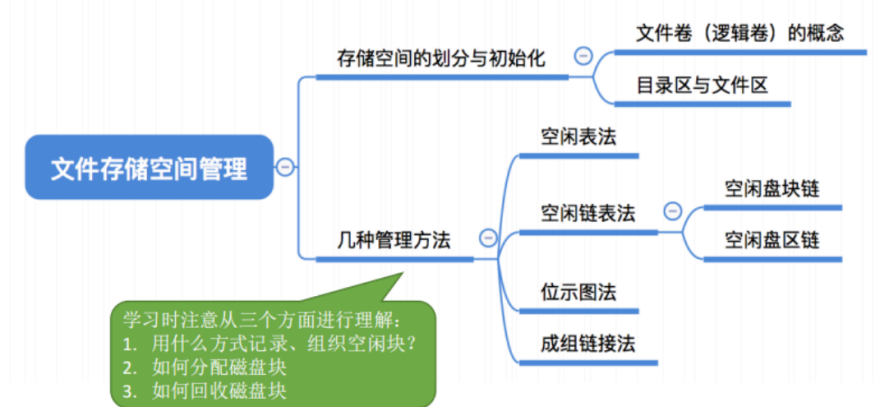 文件存储空间管理
存储空间的划分与初始化
文件卷（逻辑卷）的概念
目录区与文件区
几种管理方法
空闲表法
空闲链表法
空闲盘块链
空闲盘区链
位示图法
成组链接法
学习时注意从三个方面进行理解：
1. 用什么方式记录、组织空闲块？
2. 如何分配磁盘块
3. 如何回收磁盘块